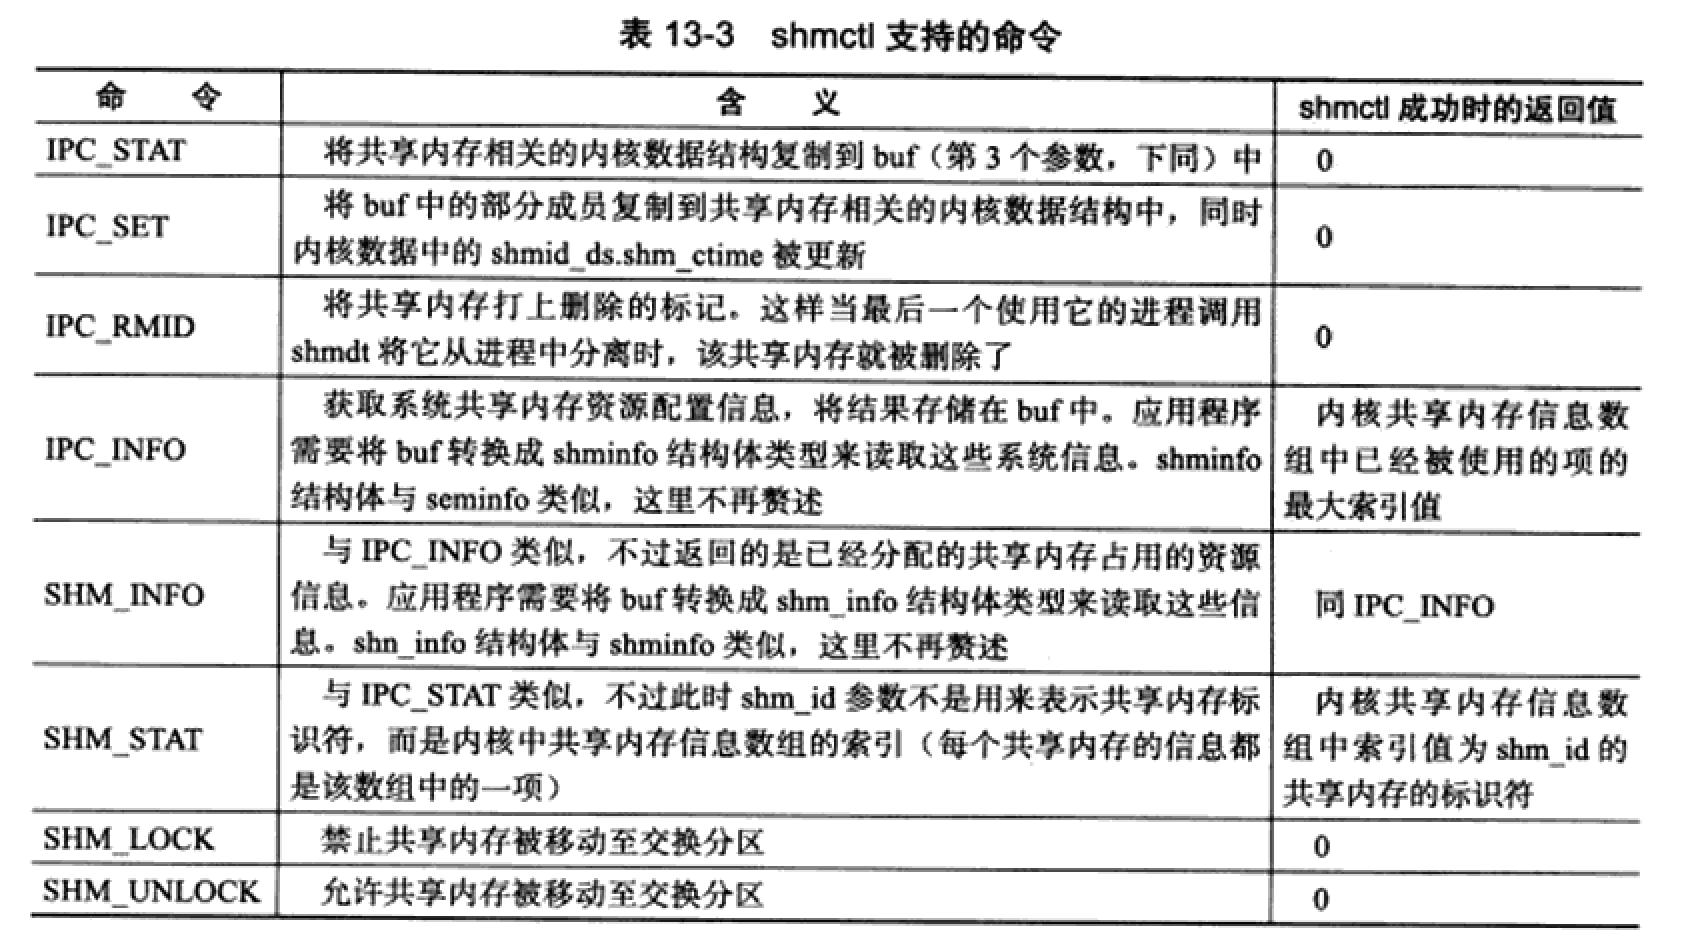 表 13-3 shmctl 支持的命令
命 令 含 义 shmctl 成功时的返回值
IPC_STAT 将共享内存相关的内核数据结构复制到 buf（第 3 个参数，下同）中 0
IPC_SET 将 buf 中的部分成员复制到共享内存相关的内核数据结构中，同时
内核数据中的 shmid_ds.shm_ctime 被更新 0
IPC_RMID 将共享内存打上删除的标记。这样当最后一个使用它的进程调用
shmdt 将它从进程中分离时，该共享内存就被删除了 0
IPC_INFO 获取系统共享内存资源配置信息，将结果存储在 buf 中。应用程序
需要将 buf 转换成 shminfo 结构体类型来读取这些系统信息。shminfo
结构体与 seminfo 类似，这里不再赘述
内核共享内存信息数
组中已经被使用的项的
最大索引值
SHM_INFO 与 IPC_INFO 类似，不过返回的是已经分配的共享内存占用的资源
信息。应用程序需要将 buf 转换成 shm_info 结构体类型来读取这些信
息。shn_info 结构体与 shminfo 类似，这里不再赘述
同 IPC_INFO
SHM_STAT 与 IPC_STAT 类似，不过此时 shm_id 参数不是用来表示共享内存标
识符，而是内核中共享内存信息数组的索引（每个共享内存的信息都
是该数组中的一项）
内核共享内存信息数
组中索引值为 shm_id 的
共享内存的标识符
SHM_LOCK 禁止共享内存被移动至交换分区 0
SHM_UNLOCK 允许共享内存被移动至交换分区 0